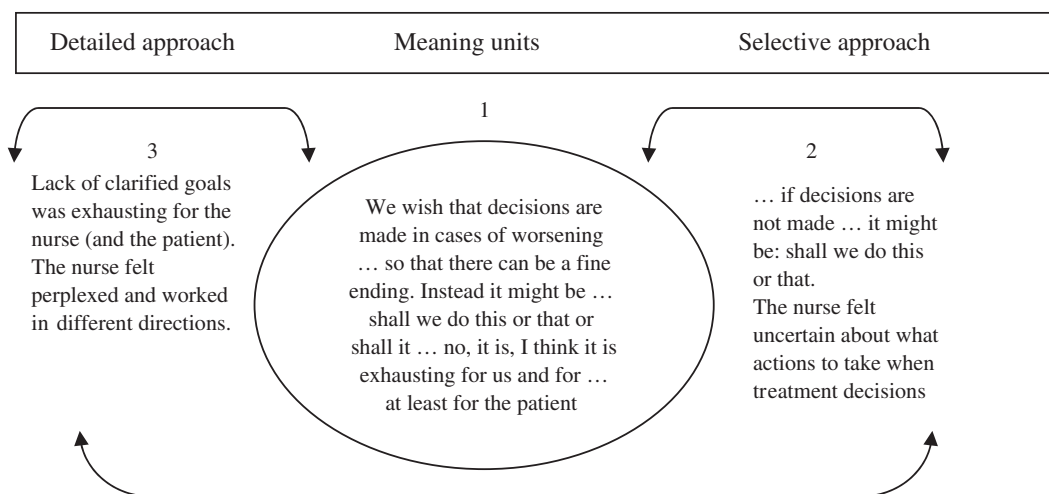 Detailed approach
Meaning units
Selective approach
1
3
Lack of clarified goals
was exhausting for the
nurse (and the patient).
The nurse felt
perplexed and worked
in different directions.
We wish that decisions are
made in cases of worsening
… so that there can be a fine
ending. Instead it might be …
shall we do this or that or
shall it … no, it is, I think it is
exhausting for us and for …
at least for the patient
2
… if decisions are
not made … it might
be: shall we do this
or that.
The nurse felt
uncertain about what
actions to take when
treatment decisions